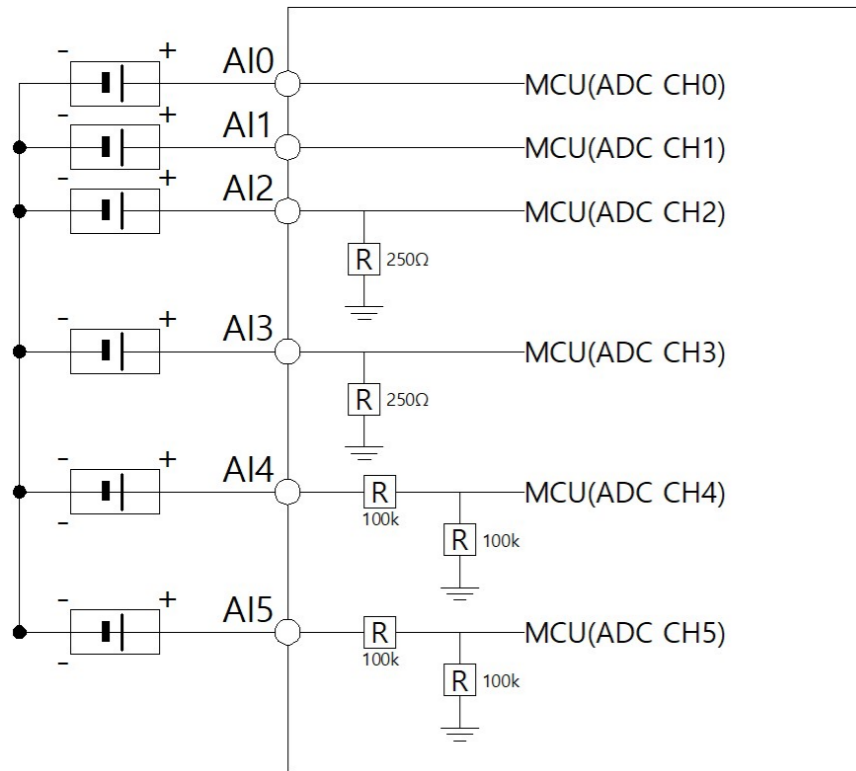 - + AI0 MCU(ADC CH0)
- + AI1 MCU(ADC CH1)
- + AI2 MCU(ADC CH2)
R 250Ω
- + AI3 MCU(ADC CH3)
R 250Ω
- + AI4 R MCU(ADC CH4)
100k
- R 100k
- + AI5 R MCU(ADC CH5)
100k
- R 100k